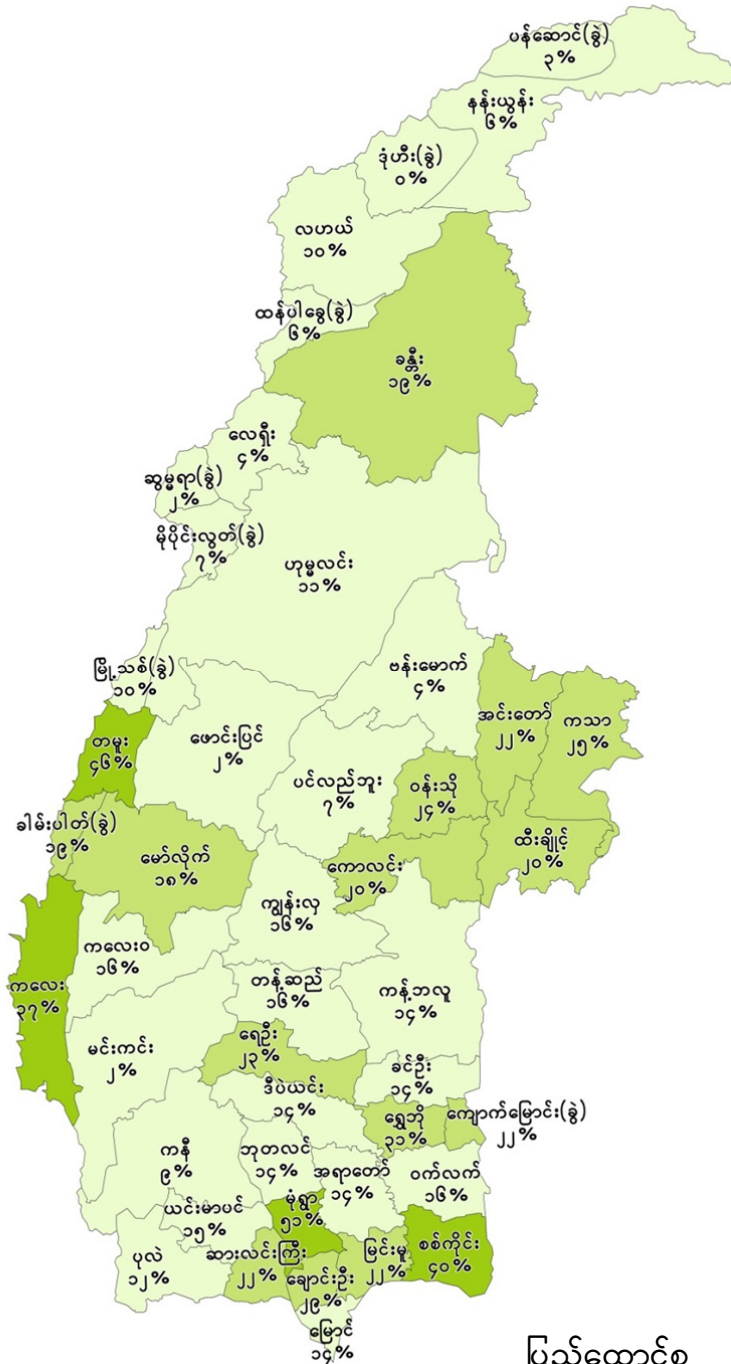 ပန်ဆောင်(ခွဲ)
၃%
နန်းယွန်း
၆%
ဒုံဟီး(ခွဲ)
၀%
လဟယ်
၁၀%
ထန်ပါခွေ(ခွဲ)
၆%
ခန္တီး
၁၉%
လေရှီး
၄%
ဆွမ္မရာ(ခွဲ)
၂%
မိုပိုင်းလွတ်(ခွဲ)
၇%
ဟုမ္မလင်း
၁၁%
မြို့သစ်(ခွဲ)
၁၀%
ဗန်းမောက်
၄%
အင်းတော်
၂၂%
ကသာ
၂၅%
တမူး
၄၆%
ဖောင်းပြင်
၂%
ပင်လည်ဘူး
၇%
ဝန်းသို
၂၄%
ခါမ်းပါတ်(ခွဲ)
၁၉%
မော်လိုက်
၁၈%
ကောလင်း
၂၀%
ထီးချိုင့်
၂၀%
ကျွန်းလှ
၁၆%
ကလေးဝ
၁၆%
ကလေး
၃၇%
တန့်ဆည်
၁၆%
ကန့်ဘလူ
၁၄%
မင်းကင်း
၂%
ရေဦး
၂၃%
ခင်ဦး
၁၄%
ဒီပဲယင်း
၁၄%
ရွှေဘို
၃၁%
ကျောက်မြောင်း(ခွဲ)
၂၂%
ကနီ
၉%
ဘုတလင်
၁၄%
အရာတော်
၁၄%
ဝက်လက်
၁၆%
ယင်းမာပင်
၁၅%
မုံရွာ
၅၁%
ပုလဲ
၁၂%
ဆားလင်းကြီး
၂၂%
ချောင်းဦး
၂၉%
မြင်းမူ
၂၂%
စစ်ကိုင်း
၄၀%
မြောင်
၁၄%
ပြည်ထောင်စု